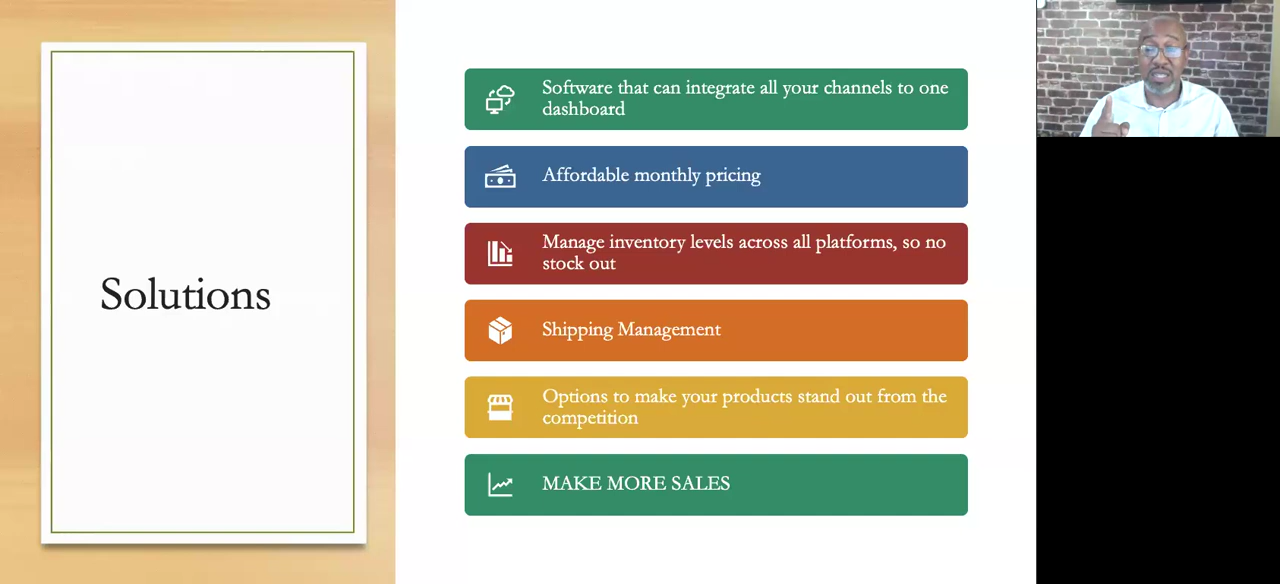 Solutions
Software that can integrate all your channels to one
dashboard
Affordable monthly pricing
Manage inventory levels across all platforms, so no
stock out
Shipping Management
Options to make your products stand out from the
competition
MAKE MORE SALES